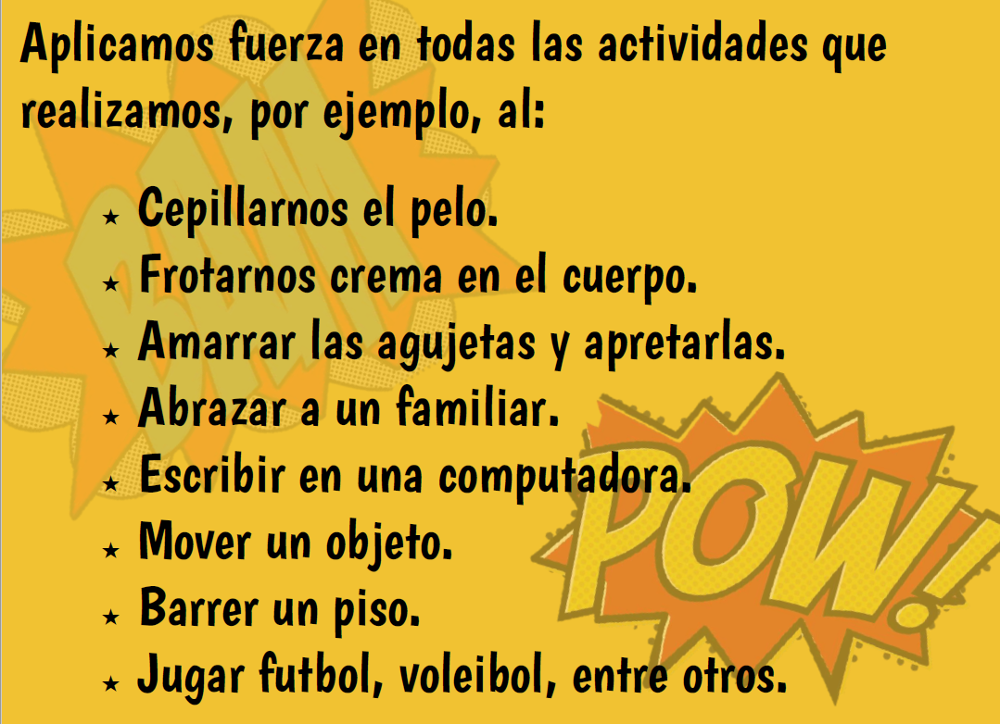 Aplicamos fuerza en todas las actividades que
realizamos, por ejemplo, al:
★ Cepillarnos el pelo.
★ Frotarnos crema en el cuerpo.
★ Amarrar las agujetas y apretarlas.
★ Abrazar a un familiar.
★ Escribir en una computadora.
★ Mover un objeto.
★ Barrer un piso.
★ Jugar futbol, voleibol, entre otros.
BAM
POW!